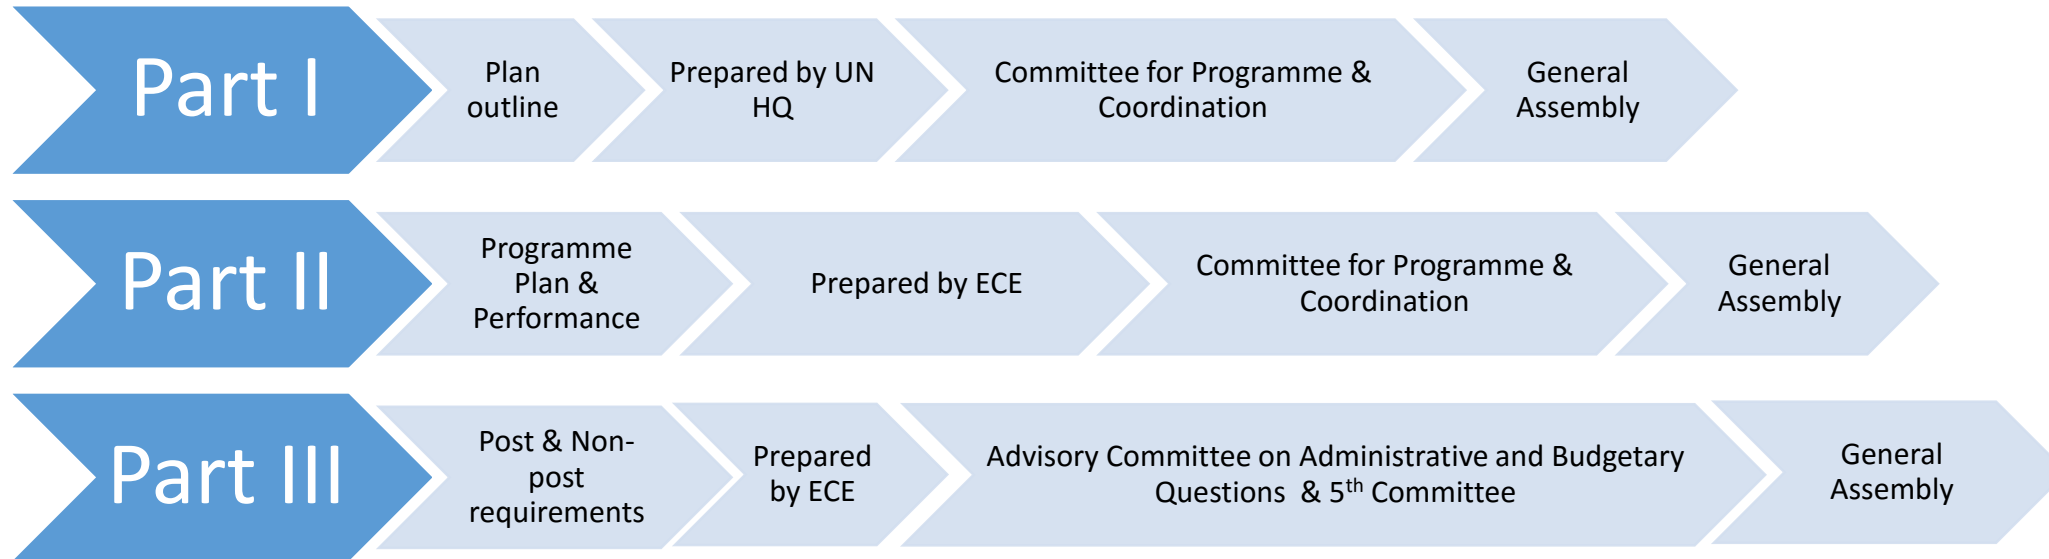 Part I
Plan
outline
Prepared by UN
HQ
Committee for Programme &
Coordination
General
Assembly
Part II
Programme
Plan &
Performance
Prepared by ECE
Committee for Programme &
Coordination
General
Assembly
Part III
Post & Non-
post
requirements
Prepared
by ECE
Advisory Committee on Administrative and Budgetary
Questions & 5th Committee
General
Assembly